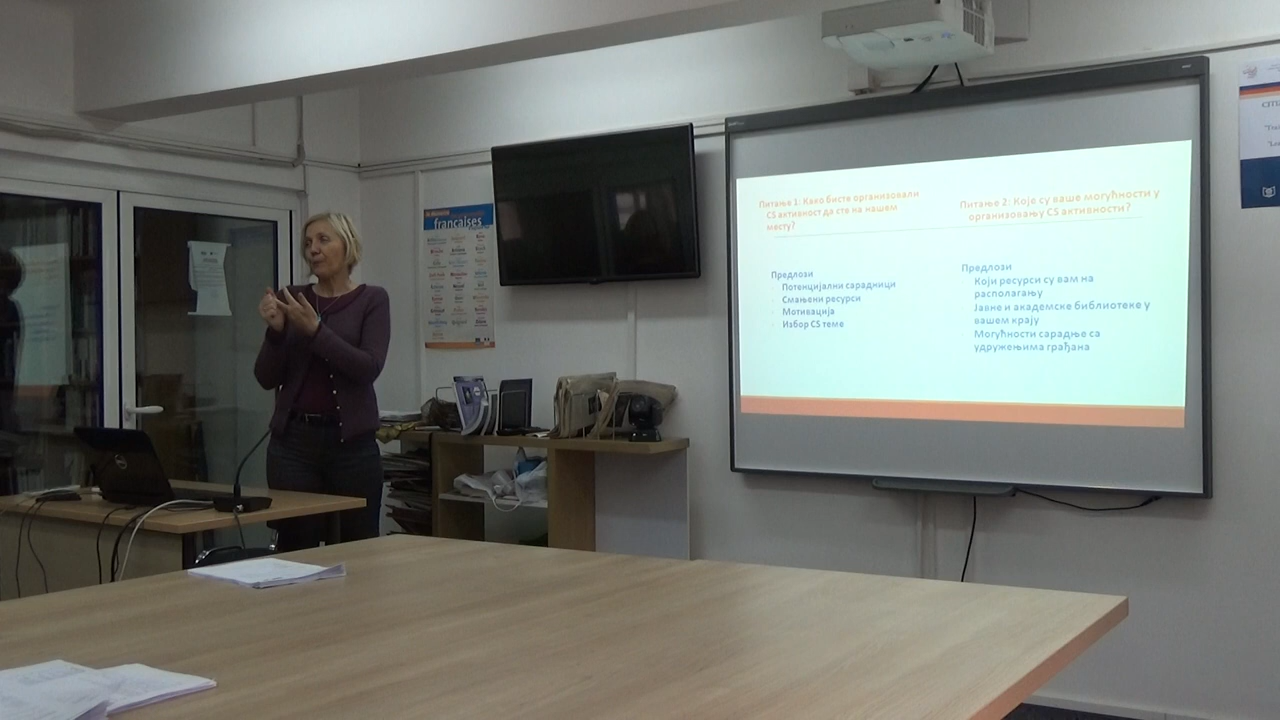 Питање 1: Како бисте организовали
CS активност да сте на нашем
месту?
Предлози
Потенцијални сарадници
Смањени ресурси
Мотивација
Избор CS теме
Питање 2: Које су ваше могућности у
организовању CS активности?
Предлози
Који ресурси су вам на
располагању
Јавне и академске библиотеке у
вашем крају
Могућности сарадње са
удружењима грађана
françaises